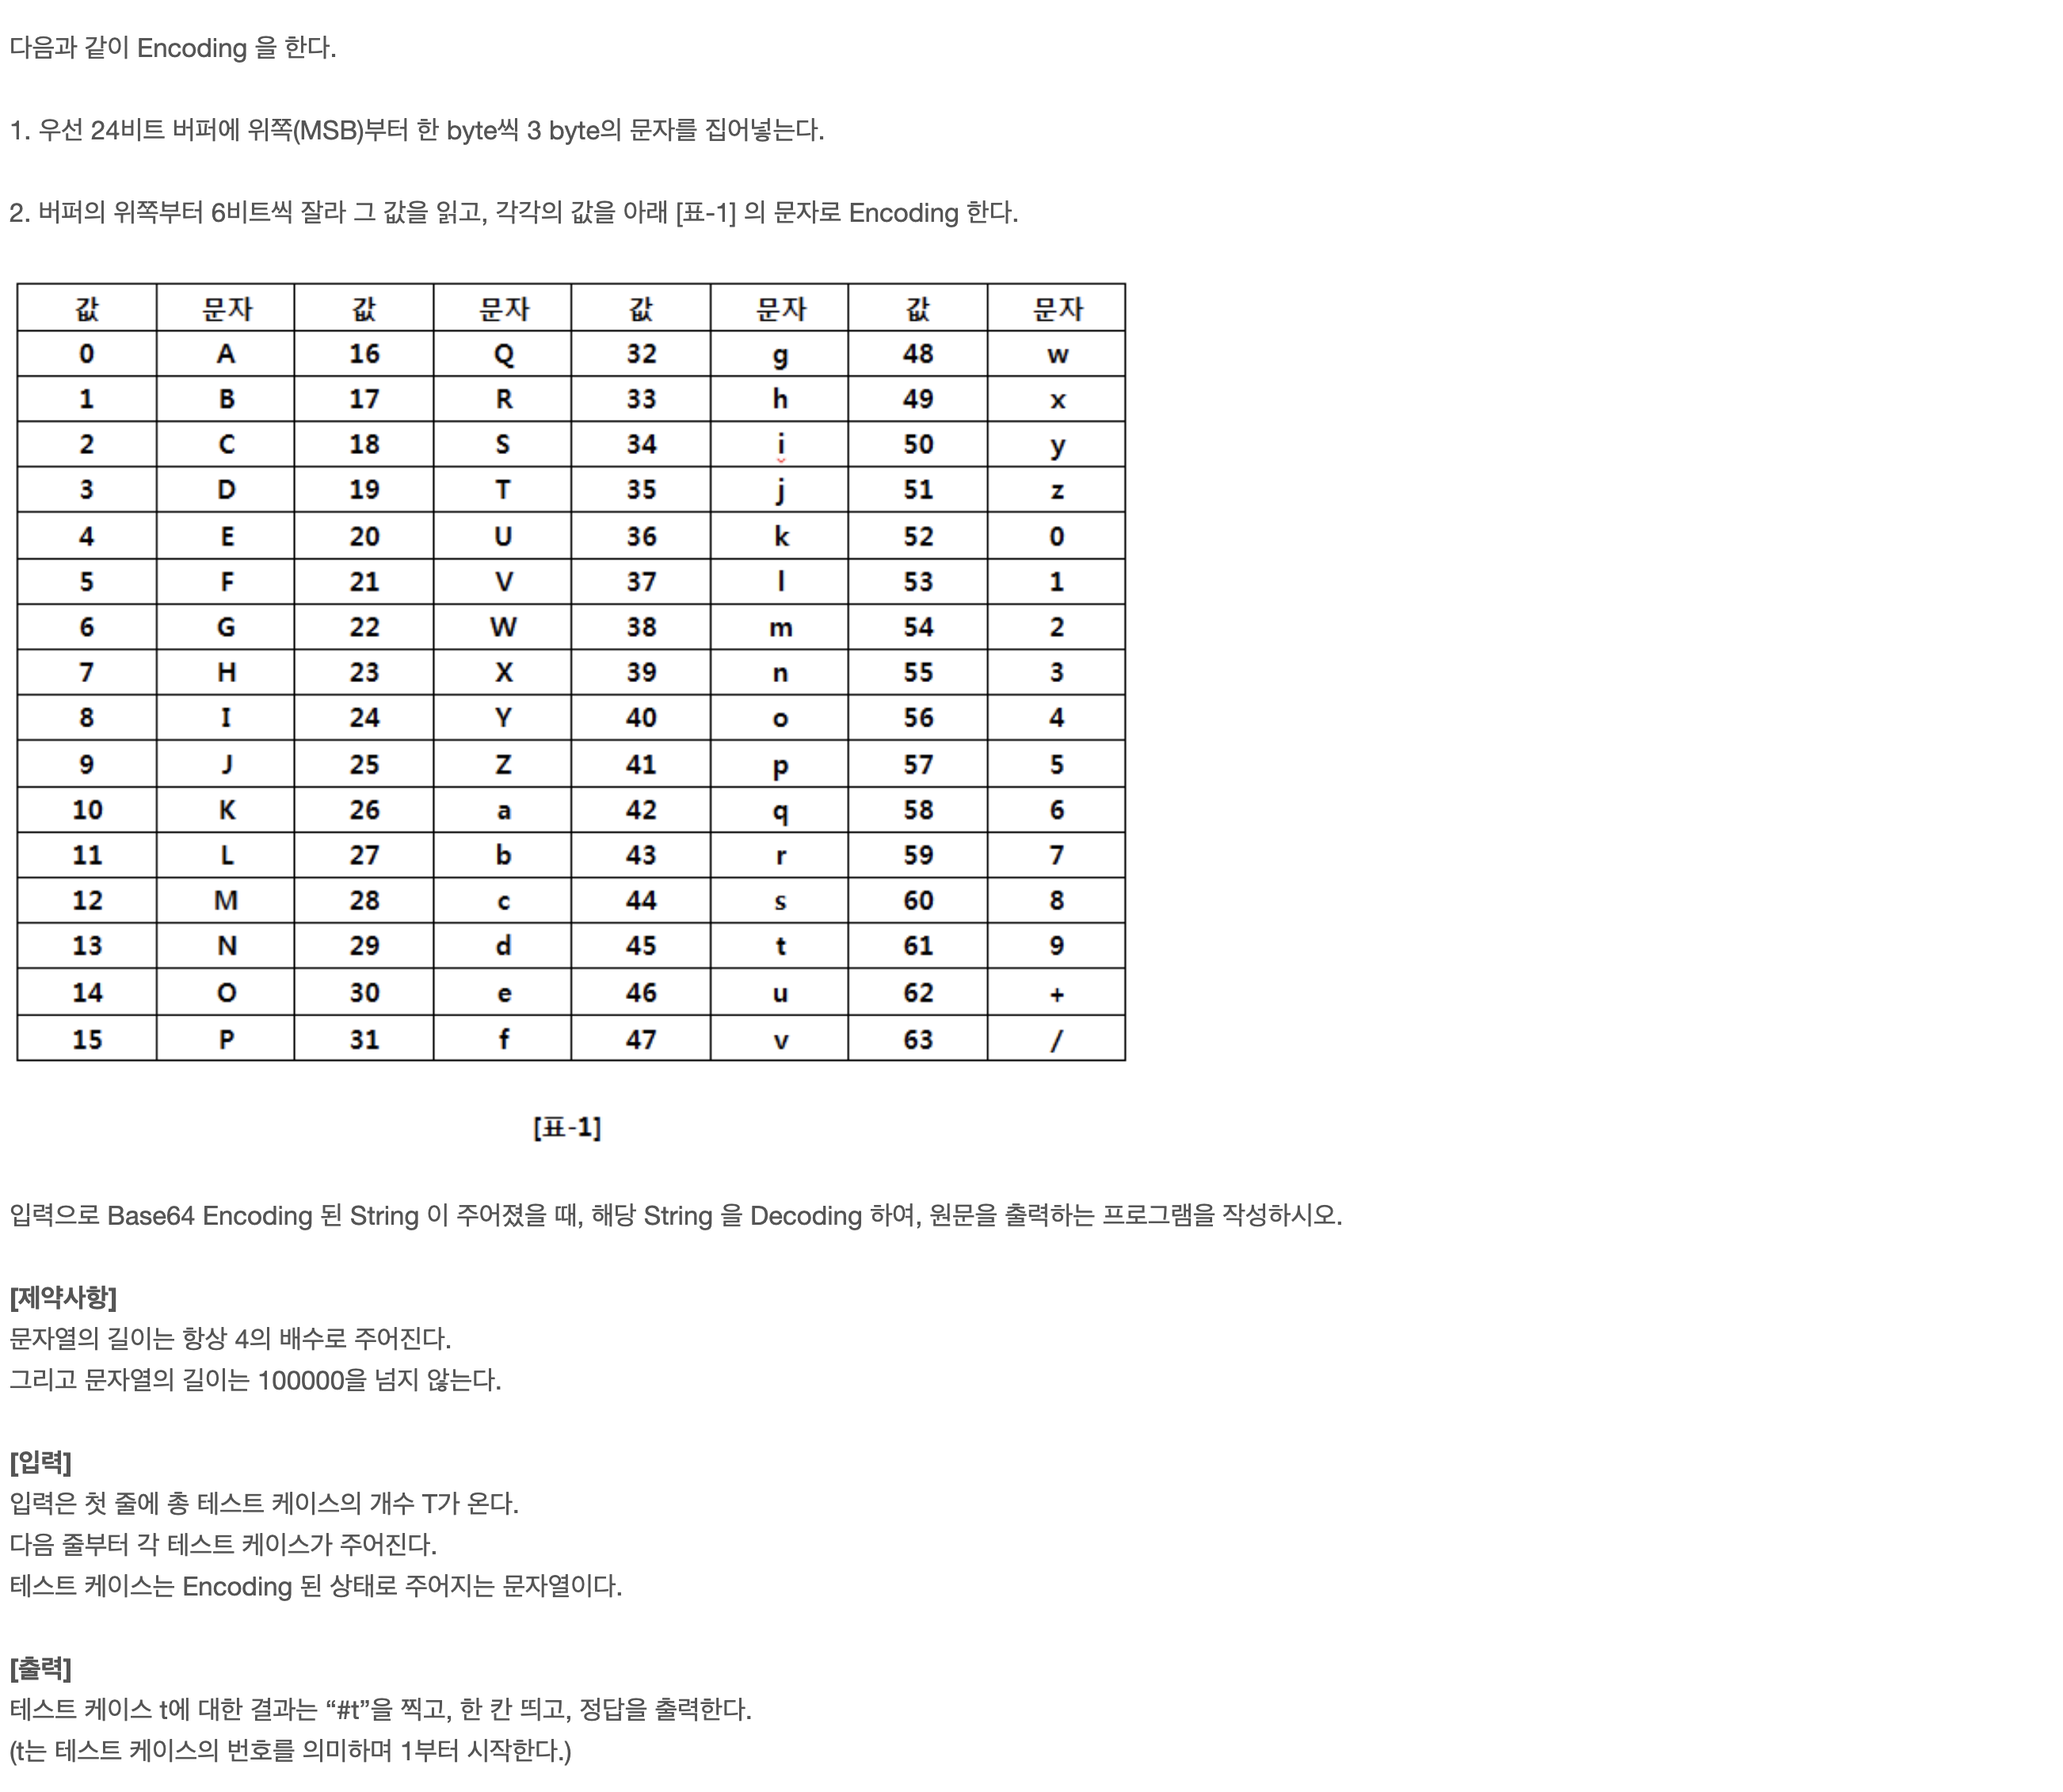 다음과 같이 Encoding 을 한다.
1. 우선 24비트 버퍼에 위쪽(MSB)부터 한 byte씩 3 byte의 문자를 집어넣는다.
2. 버퍼의 위쪽부터 6비트씩 잘라 그 값을 읽고, 각각의 값을 아래 [표-1] 의 문자로 Encoding 한다.
값 문자 값 문자 값 문자 값 문자
0 A 16 Q 32 g 48 w
1 B 17 R 33 h 49 x
2 C 18 S 34 i 50 y
3 D 19 T 35 j 51 z
4 E 20 U 36 k 52 0
5 F 21 V 37 l 53 1
6 G 22 W 38 m 54 2
7 H 23 X 39 n 55 3
8 I 24 Y 40 o 56 4
9 J 25 Z 41 p 57 5
10 K 26 a 42 q 58 6
11 L 27 b 43 r 59 7
12 M 28 c 44 s 60 8
13 N 29 d 45 t 61 9
14 O 30 e 46 u 62 +
15 P 31 f 47 v 63 /
[표-1]
입력으로 Base64 Encoding 된 String 이 주어졌을 때, 해당 String 을 Decoding 하여, 원문을 출력하는 프로그램을 작성하시오.
[제약사항]
문자열의 길이는 항상 4의 배수로 주어진다.
그리고 문자열의 길이는 100000을 넘지 않는다.
[입력]
입력은 첫 줄에 총 테스트 케이스의 개수 T가 온다.
다음 줄부터 각 테스트 케이스가 주어진다.
테스트 케이스는 Encoding 된 상태로 주어지는 문자열이다.
[출력]
테스트 케이스 t에 대한 결과는 “#t”을 찍고, 한 칸 띄고, 정답을 출력한다.
(t는 테스트 케이스의 번호를 의미하며 1부터 시작한다.)